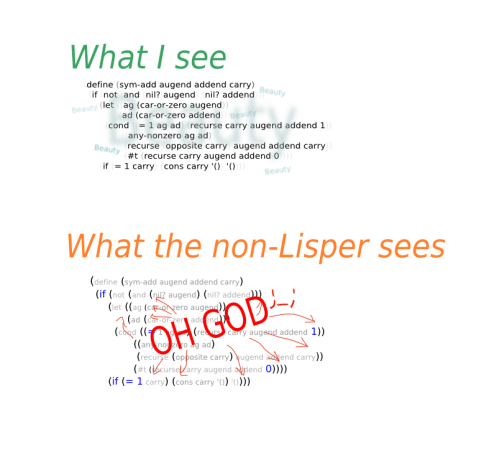 What I see
define (sym-add augend addend carry)
if (not (and (nil? augend) (nil? addend)))
Beauty
(let ((ag (car-or-zero augend))
Beauty
Beauty
(ad (car-or-zero addend
Beauty
(cond ((= 1 ag ad) (recurse carry augend addend 1))
any-nonzero ag ad)
Beauty
recurse (opposite carry) augend addend carry
#t (recurse carry augend addend 0
if (= 1 carry) (cons carry '() '()
Beauty
What the non-Lisper sees
(define (sym-add augend addend carry)
(if (not (and (nil? augend) (nil? addend)))
(let ((ag (car-or-zero augend))
(ad (car-or-zero addend))
(cond ((= 1 ag ad) (recurse carry augend addend 1))
OH GOD
((any-nonzero ag ad)
(recurse (opposite carry) augend addend carry))
(#t (recurse carry augend addend 0))))
(if (= 1 carry) (cons carry '() '())))